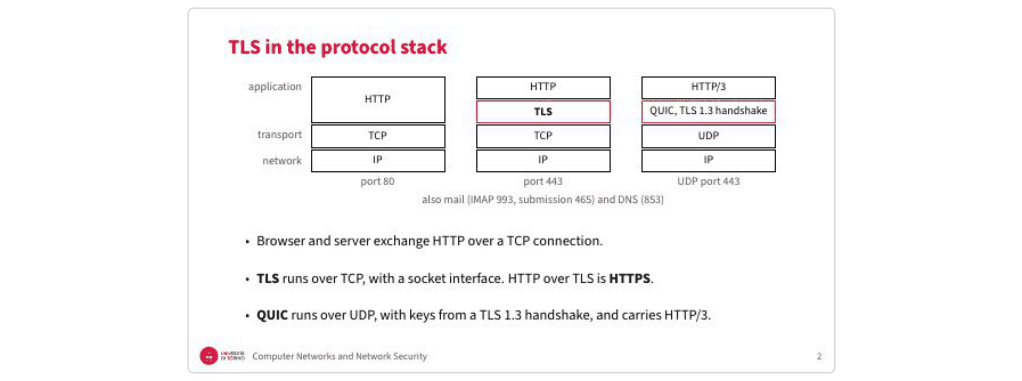 TLS in the protocol stack
application
HTTP
HTTP
HTTP/3
TLS
QUIC, TLS 1.3 handshake
transport
TCP
TCP
UDP
network
IP
IP
IP
port 80
port 443
UDP port 443
also mail (IMAP 993, submission 465) and DNS (853)
• Browser and server exchange HTTP over a TCP connection.
• TLS runs over TCP, with a socket interface. HTTP over TLS is HTTPS.
• QUIC runs over UDP, with keys from a TLS 1.3 handshake, and carries HTTP/3.
UNIVERSITÀ
DI TORINO
Computer Networks and Network Security
2